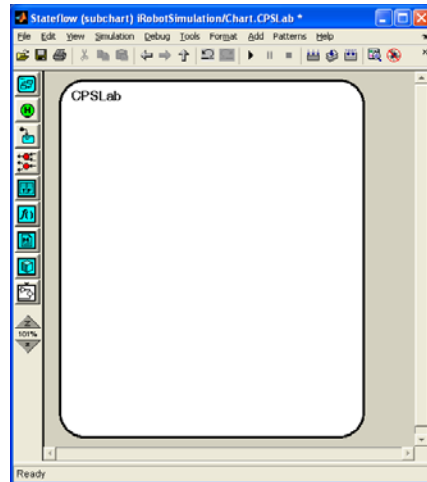 Stateflow (subchart) iRobotSimulation/Chart.CPSLab *
File Edit View Simulation Debug Tools Format Add Patterns Help
CPSLab
101%
Ready